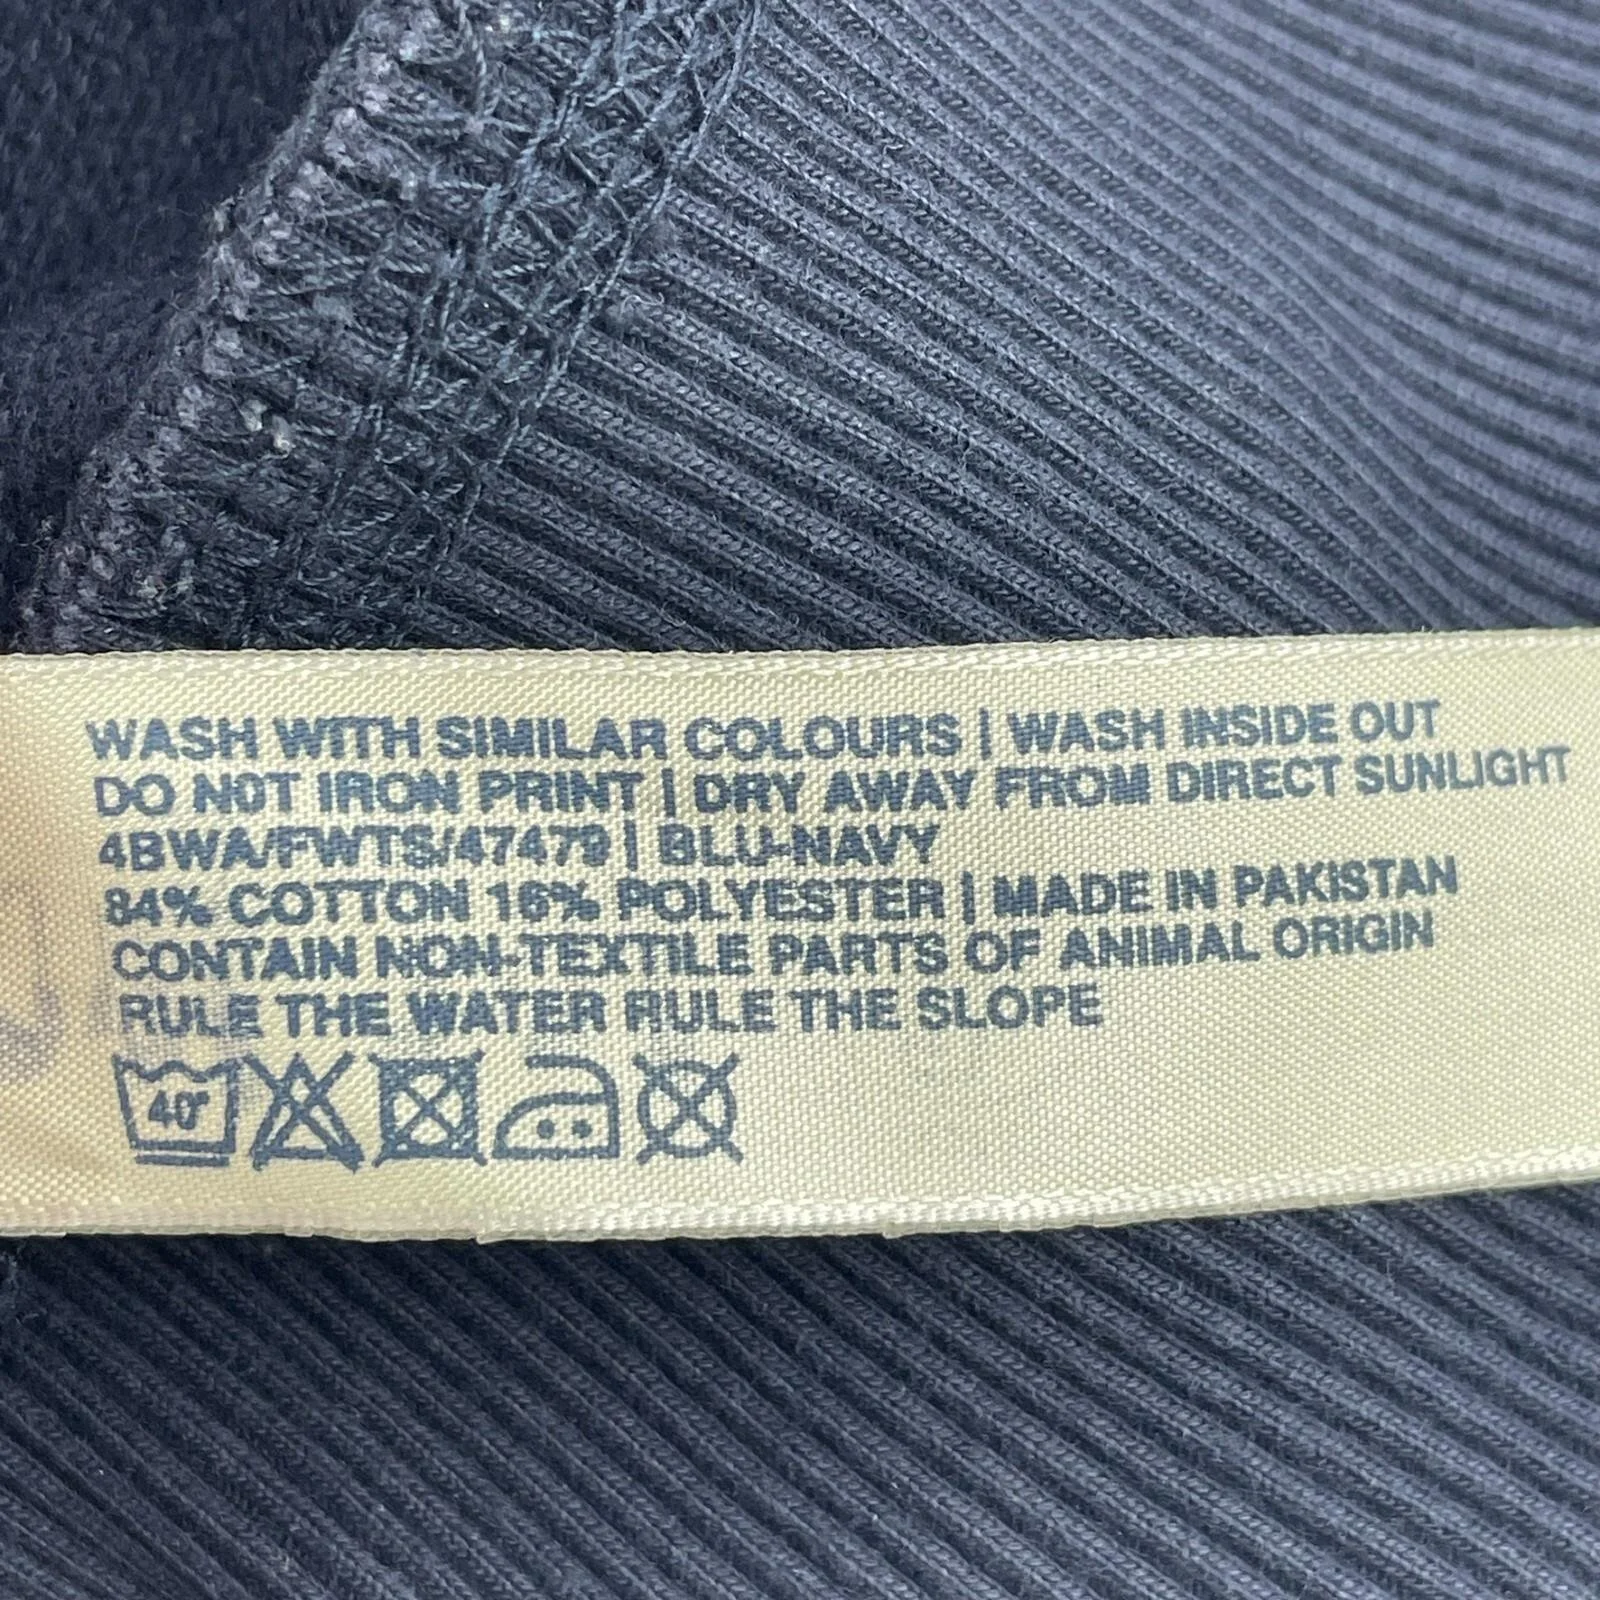 WASH WITH SIMILAR COLOURS | WASH INSIDE OUT
DO NOT IRON PRINT | DRY AWAY FROM DIRECT SUNLIGHT
4BWA/FWTS/47479 | BLU-NAVY
84% COTTON 16% POLYESTER | MADE IN PAKISTAN
CONTAIN NON-TEXTILE PARTS OF ANIMAL ORIGIN
RULE THE WATER RULE THE SLOPE
40°